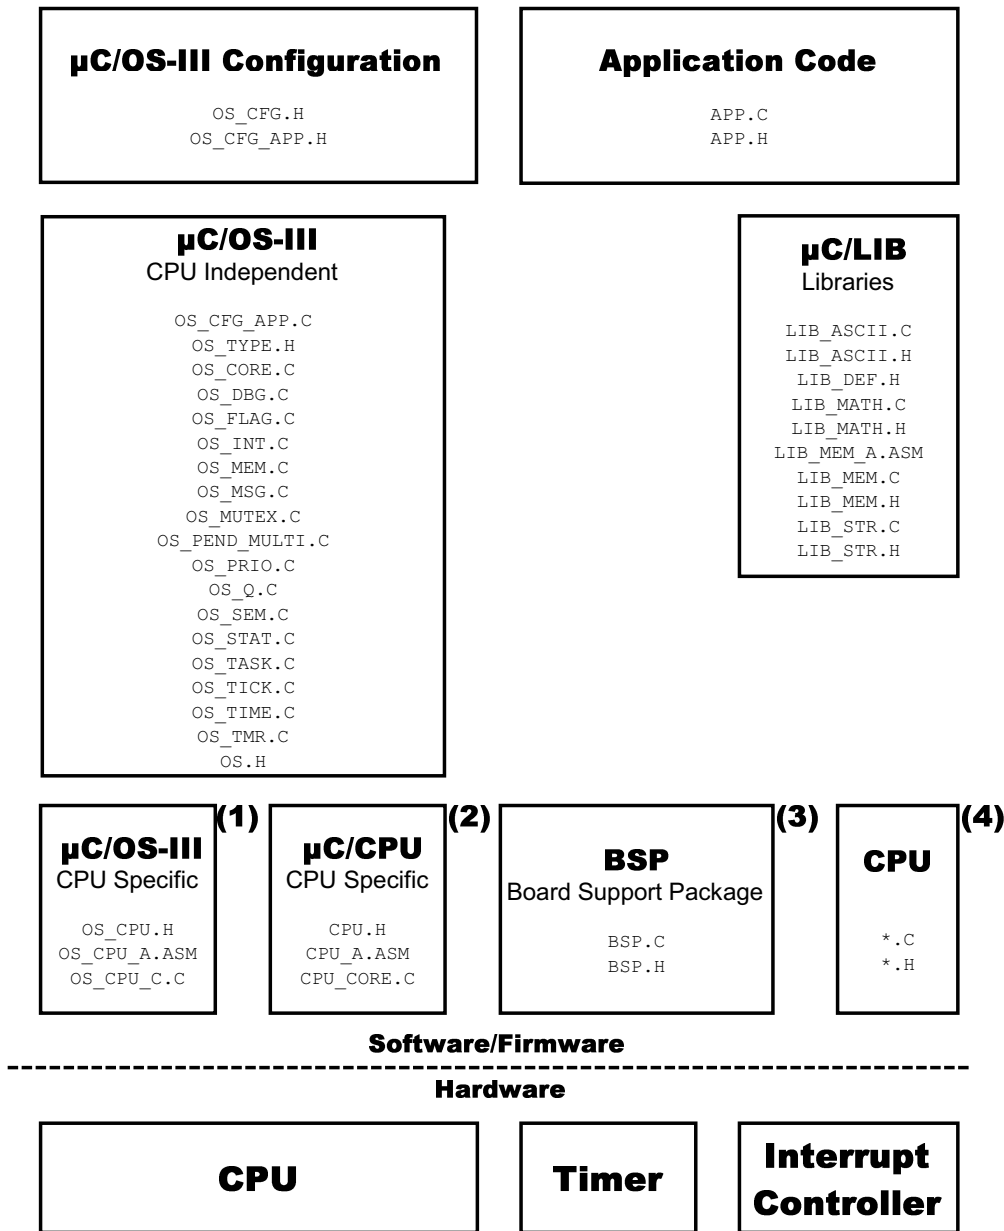 µC/OS-III Configuration
OS_CFG.H
OS_CFG_APP.H
Application Code
APP.C
APP.H
µC/OS-III
CPU Independent
OS_CFG_APP.C
OS_TYPE.H
OS_CORE.C
OS_DBG.C
OS_FLAG.C
OS_INT.C
OS_MEM.C
OS_MSG.C
OS_MUTEX.C
OS_PEND_MULTI.C
OS_PRIO.C
OS_Q.C
OS_SEM.C
OS_STAT.C
OS_TASK.C
OS_TICK.C
OS_TIME.C
OS_TMR.C
OS.H
µC/LIB
Libraries
LIB_ASCII.C
LIB_ASCII.H
LIB_DEF.H
LIB_MATH.C
LIB_MATH.H
LIB_MEM_A.ASM
LIB_MEM.C
LIB_MEM.H
LIB_STR.C
LIB_STR.H
(1)
µC/OS-III
CPU Specific
OS_CPU.H
OS_CPU_A.ASM
OS_CPU_C.C
(2)
µC/CPU
CPU Specific
CPU.H
CPU_A.ASM
CPU_CORE.C
(3)
BSP
Board Support Package
BSP.C
BSP.H
(4)
CPU
*.C
*.H
Software/Firmware
Hardware
CPU
Timer
Interrupt
Controller